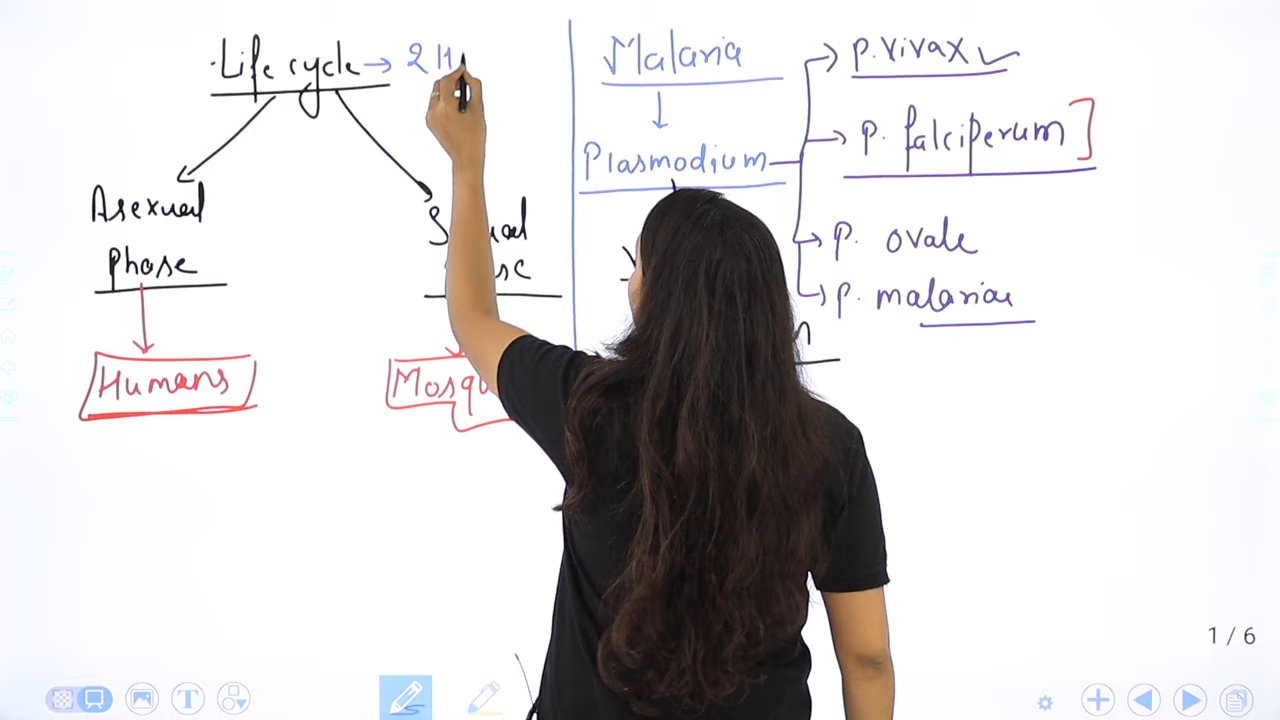 Life cycle → 2 H
Asexual
Phase
Humans
Malaria
Plasmodium
P. vivax ✓
P. falciperum ]
P. ovale
P. malariae
1 / 6
T